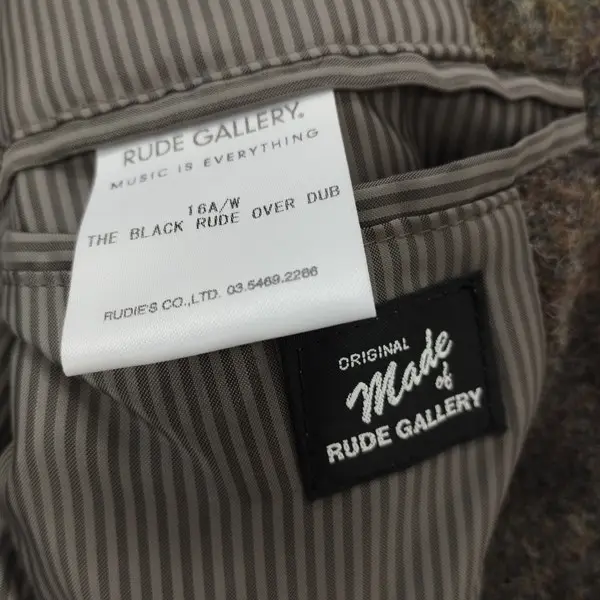 RUDE GALLERY.
MUSIC IS EVERYTHING
16A/W
THE BLACK RUDE OVER DUB
RUDIE'S CO.,LTD. 03.5469.2266
ORIGINAL
Made
of
RUDE GALLERY